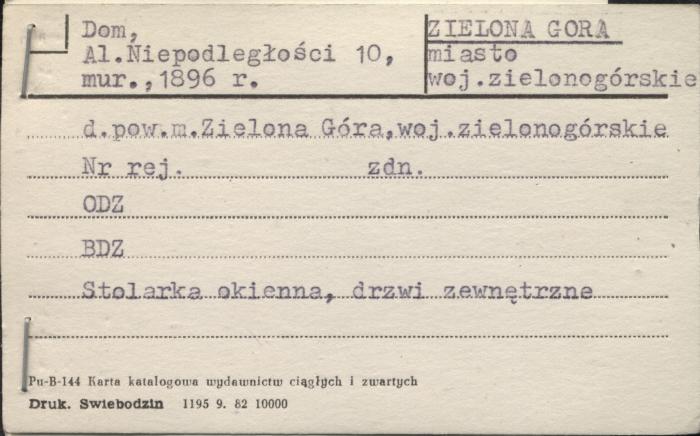 Dom,
Al.Niepodległości 10,
mur.,1896 r.
ZIELONA GORA
miasto
woj.zielonogórskie
d.pow.m.Zielona Góra,woj.zielonogórskie
Nr rej. zdn.
ODZ
BDZ
Stolarka okienna, drzwi zewnętrzne
Pu-B-144 Karta katalogowa wydawnictw ciągłych i zwartych
Druk. Swiebodzin 1195 9. 82 10000